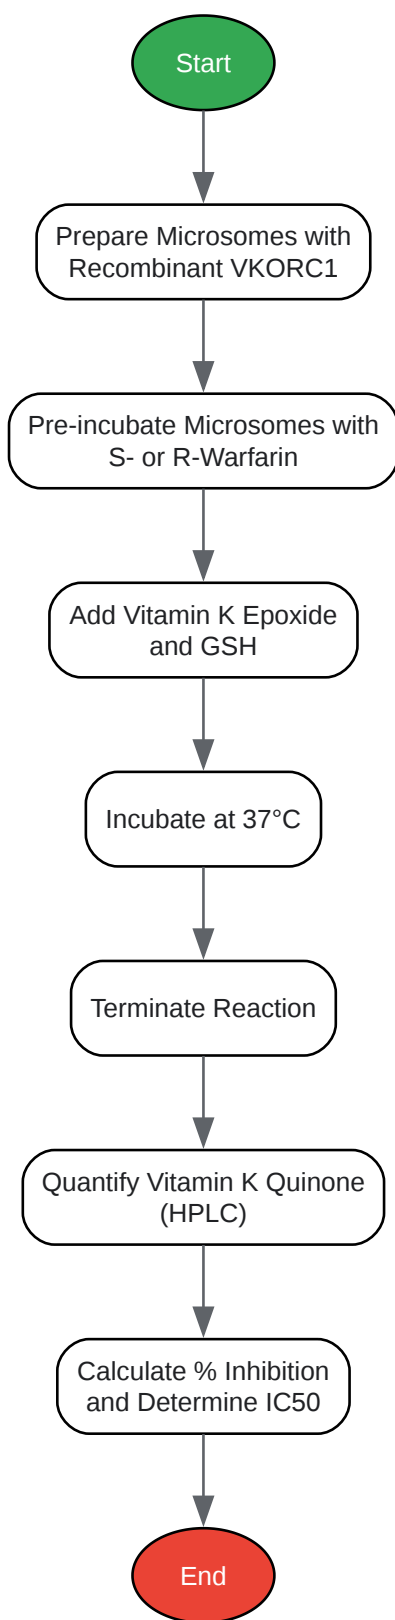 Start
Prepare Microsomes with
Recombinant VKORC1
Pre-incubate Microsomes with
S- or R-Warfarin
Add Vitamin K Epoxide
and GSH
Incubate at 37°C
Terminate Reaction
Quantify Vitamin K Quinone
(HPLC)
Calculate % Inhibition
and Determine IC50
End